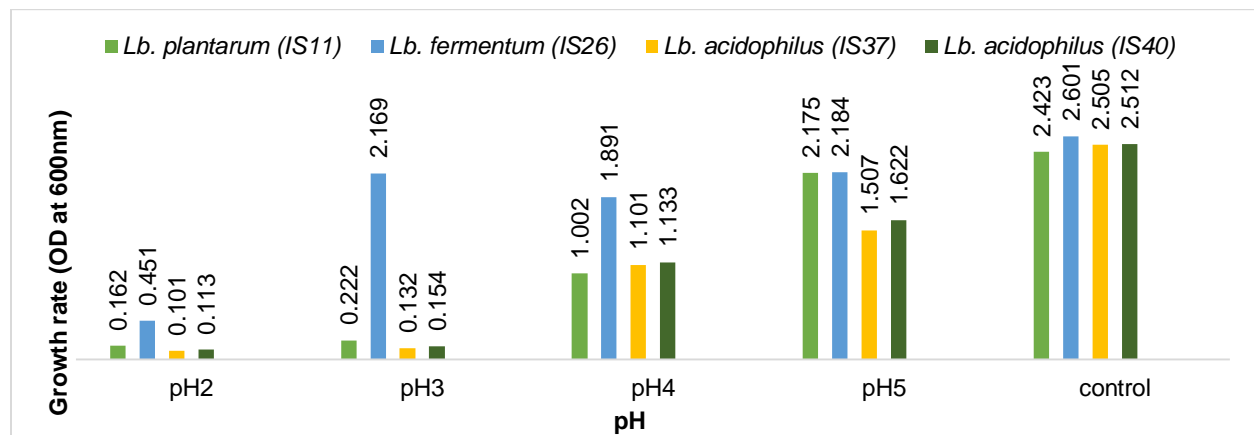 Lb. plantarum (IS11) Lb. fermentum (IS26) Lb. acidophilus (IS37) Lb. acidophilus (IS40)
Growth rate (OD at 600nm)
0.162 0.451 0.101 0.113
0.222 2.169 0.132 0.154
1.002 1.891 1.101 1.133
2.175 2.184 1.507 1.622
2.423 2.601 2.505 2.512
pH2 pH3 pH4 pH5 control
pH